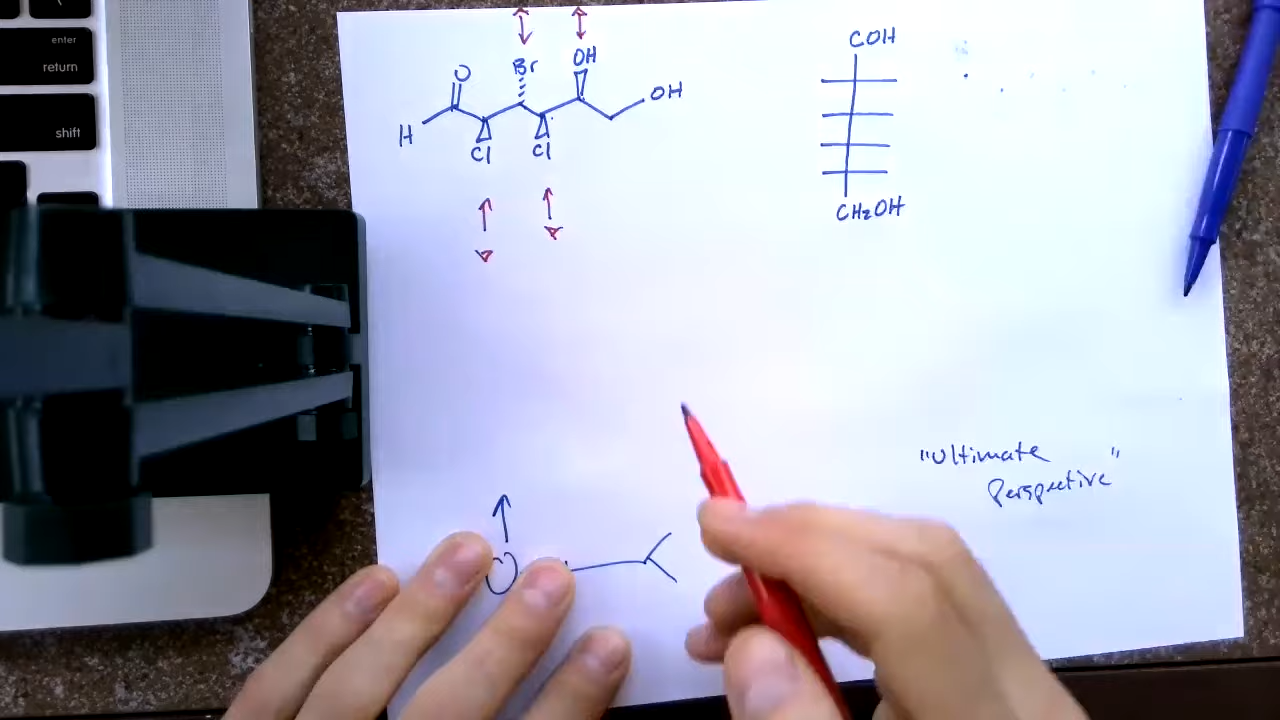 enter
return
shift
O
Br
OH
OH
H
Cl
Cl
COH
CH₂OH
"Ultimate
Perspective"